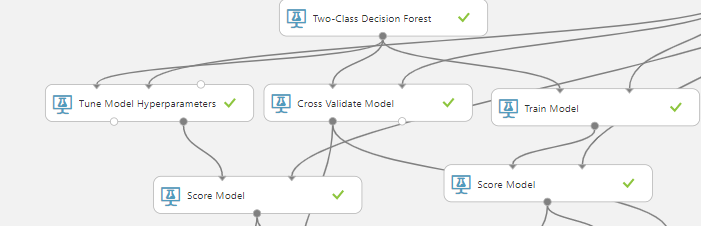 Two-Class Decision Forest
Tune Model Hyperparameters
Cross Validate Model
Train Model
Score Model
Score Model